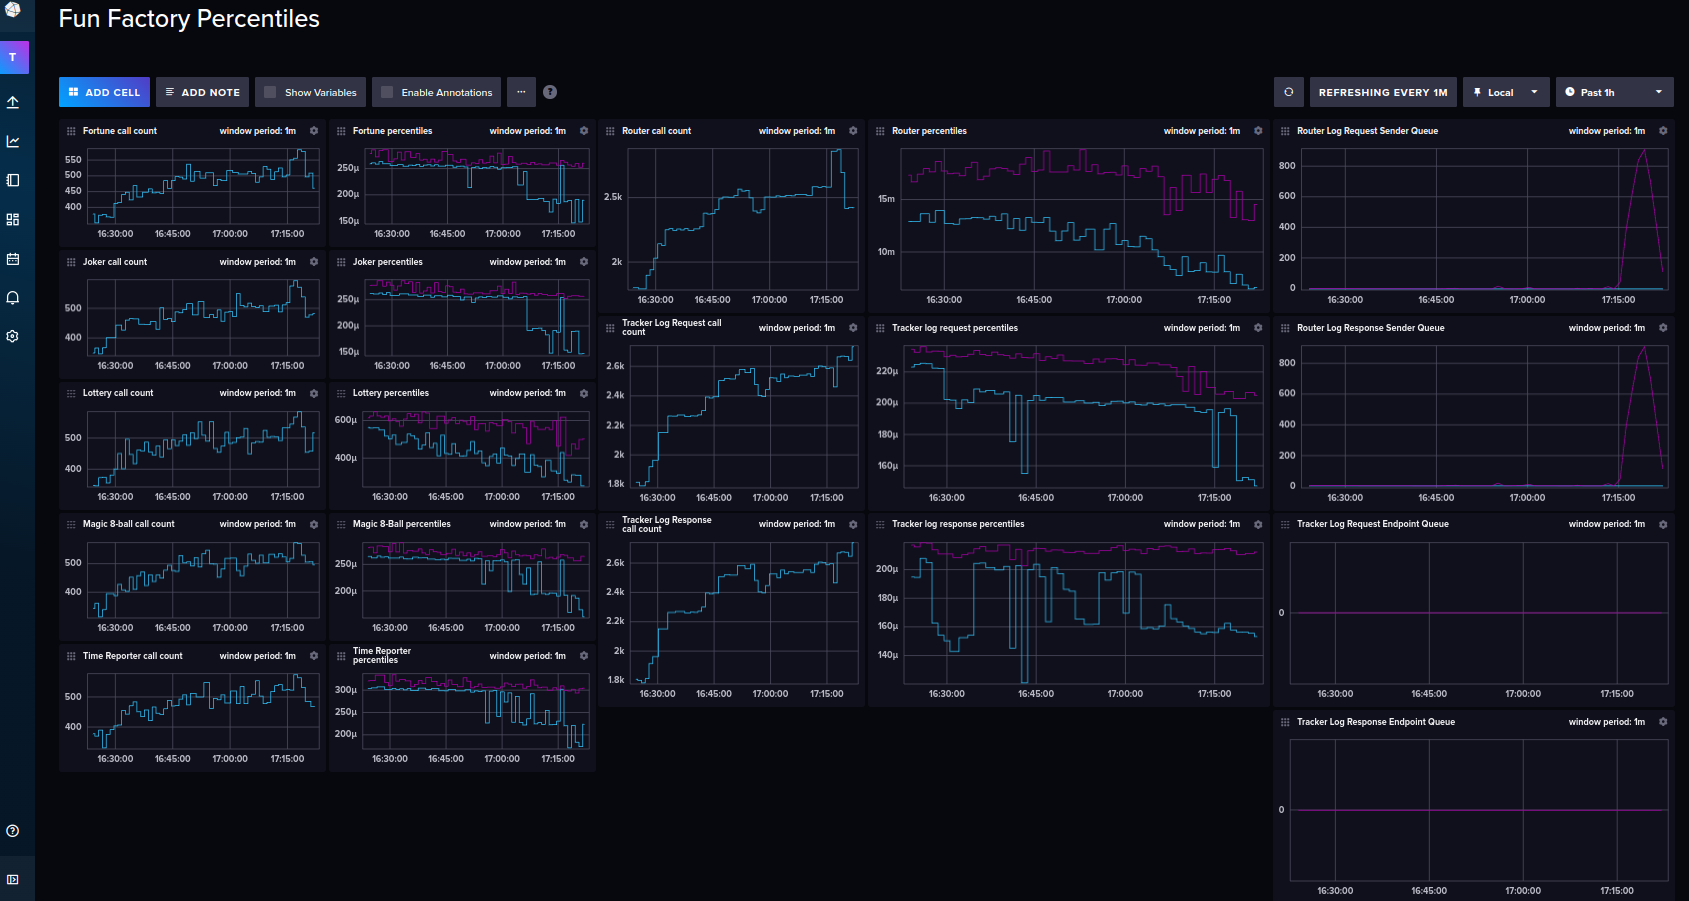 Fun Factory Percentiles
T
ADD CELL
ADD NOTE
Show Variables
Enable Annotations
...
?
REFRESHING EVERY 1M
Local
Past 1h
Fortune call count
window period: 1m
550
500
450
400
16:30:00 16:45:00 17:00:00 17:15:00
Fortune percentiles
window period: 1m
250µ
200µ
150µ
16:30:00 16:45:00 17:00:00 17:15:00
Router call count
window period: 1m
2.5k
2k
16:30:00 16:45:00 17:00:00 17:15:00
Router percentiles
window period: 1m
15m
10m
16:30:00 16:45:00 17:00:00 17:15:00
Router Log Request Sender Queue
window period: 1m
800
600
400
200
0
16:30:00 16:45:00 17:00:00 17:15:00
Joker call count
window period: 1m
500
400
16:30:00 16:45:00 17:00:00 17:15:00
Joker percentiles
window period: 1m
250µ
200µ
150µ
16:30:00 16:45:00 17:00:00 17:15:00
Tracker Log Request call
count
window period: 1m
2.6k
2.4k
2.2k
2k
1.8k
16:30:00 16:45:00 17:00:00 17:15:00
Tracker log request percentiles
window period: 1m
220µ
200µ
180µ
160µ
16:30:00 16:45:00 17:00:00 17:15:00
Router Log Response Sender Queue
window period: 1m
800
600
400
200
0
16:30:00 16:45:00 17:00:00 17:15:00
Lottery call count
window period: 1m
500
400
16:30:00 16:45:00 17:00:00 17:15:00
Lottery percentiles
window period: 1m
600µ
400µ
16:30:00 16:45:00 17:00:00 17:15:00
Magic 8-ball call count
window period: 1m
500
400
16:30:00 16:45:00 17:00:00 17:15:00
Magic 8-Ball percentiles
window period: 1m
250µ
200µ
16:30:00 16:45:00 17:00:00 17:15:00
Tracker Log Response
call count
window period: 1m
2.6k
2.4k
2.2k
2k
1.8k
16:30:00 16:45:00 17:00:00 17:15:00
Tracker log response percentiles
window period: 1m
200µ
180µ
160µ
140µ
16:30:00 16:45:00 17:00:00 17:15:00
Tracker Log Request Endpoint Queue
window period: 1m
0
16:30:00 16:45:00 17:00:00 17:15:00
Time Reporter call count
window period: 1m
500
400
16:30:00 16:45:00 17:00:00 17:15:00
Time Reporter
percentiles
window period: 1m
300µ
250µ
200µ
16:30:00 16:45:00 17:00:00 17:15:00
Tracker Log Response Endpoint Queue
window period: 1m
0
16:30:00 16:45:00 17:00:00 17:15:00
?